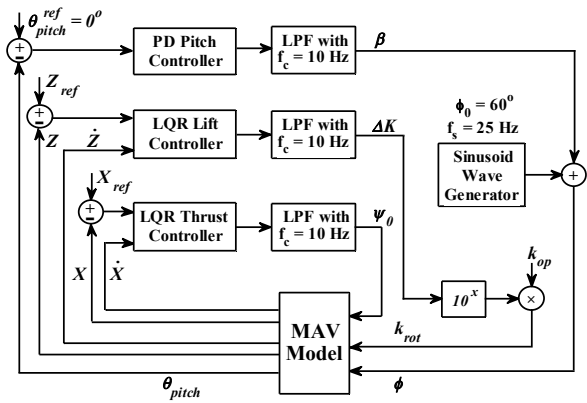 θ_pitch^ref = 0°
PD Pitch
Controller
LPF with
f_c = 10 Hz
β
Z_ref
Z
Ż
LQR Lift
Controller
LPF with
f_c = 10 Hz
ΔK
ϕ_0 = 60°
f_s = 25 Hz
Sinusoid
Wave
Generator
X_ref
X
Ẋ
LQR Thrust
Controller
LPF with
f_c = 10 Hz
ψ_0
k_op
10^x
×
MAV
Model
k_rot
θ_pitch
ϕ